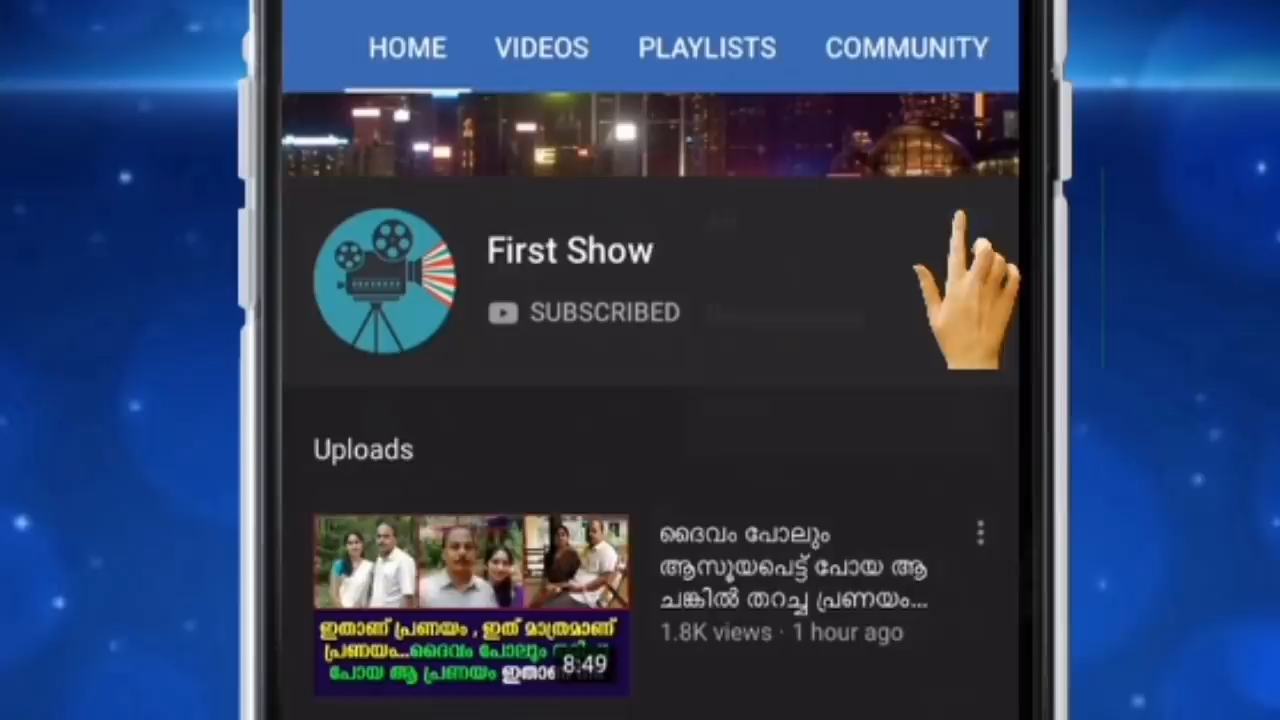 HOME VIDEOS PLAYLISTS COMMUNITY
First Show
SUBSCRIBED
Uploads
ദൈവം പോലും
ആസൂയപെട്ട് പോയ ആ
ചങ്കിൽ തറച്ച പ്രണയം...
1.8K views · 1 hour ago
ഇതാണ് പ്രണയം , ഇത് മാത്രമാണ്
പ്രണയം...ദൈവം പോലും
പോയ ആ പ്രണയം
8:49